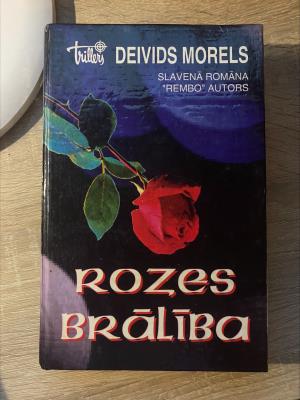 trillers
DEIVIDS MORELS
SLAVENĀ ROMĀNA
"REMBO" AUTORS
ROZES
BRĀLĪBA